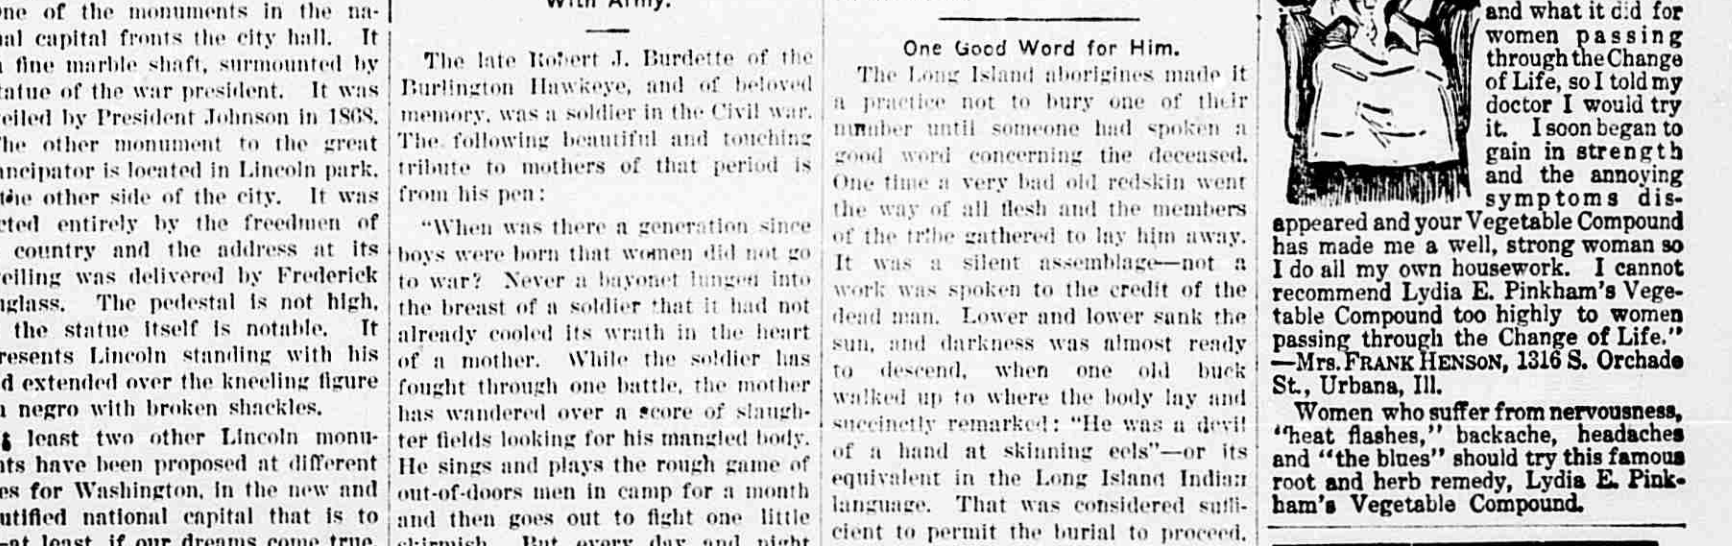 ne of the monuments in the na-
al capital fronts the city hall. It
fine marble shaft, surmounted by
tatue of the war president. It was
eiled by President Johnson in 1868.
he other monument to the great
ncipator is located in Lincoln park,
the other side of the city. It was
cted entirely by the freedmen of
country and the address at its
eiling was delivered by Frederick
glass. The pedestal is not high,
the statue itself is notable. It
resents Lincoln standing with his
d extended over the kneeling figure
a negro with broken shackles.
least two other Lincoln monu-
ts have been proposed at different
es for Washington, in the new and
utified national capital that is to
at least, if our dreams come true.
With Army.
The late Robert J. Burdette of the
Burlington Hawkeye, and of beloved
memory, was a soldier in the Civil war.
The following beautiful and touching
tribute to mothers of that period is
from his pen:
"When was there a generation since
boys were born that women did not go
to war? Never a bayonet lunged into
the breast of a soldier that it had not
already cooled its wrath in the heart
of a mother. While the soldier has
fought through one battle, the mother
has wandered over a score of slaugh-
ter fields looking for his mangled body.
He sings and plays the rough game of
out-of-doors men in camp for a month
and then goes out to fight one little
skirmish. But every day and night
One Good Word for Him.
The Long Island aborigines made it
a practice not to bury one of their
number until someone had spoken a
good word concerning the deceased.
One time a very bad old redskin went
the way of all flesh and the members
of the tribe gathered to lay him away.
It was a silent assemblage—not a
work was spoken to the credit of the
dead man. Lower and lower sank the
sun, and darkness was almost ready
to descend, when one old buck
walked up to where the body lay and
succinctly remarked: "He was a devil
of a hand at skinning eels"—or its
equivalent in the Long Island Indian
language. That was considered suffi-
cient to permit the burial to proceed.
and what it did for
women passing
through the Change
of Life, so I told my
doctor I would try
it. I soon began to
gain in strength
and the annoying
symptoms dis-
appeared and your Vegetable Compound
has made me a well, strong woman so
I do all my own housework. I cannot
recommend Lydia E. Pinkham's Vege-
table Compound too highly to women
passing through the Change of Life."
—Mrs. FRANK HENSON, 1316 S. Orchade
St., Urbana, Ill.
Women who suffer from nervousness,
"heat flashes," backache, headaches
and "the blues" should try this famous
root and herb remedy, Lydia E. Pink-
ham's Vegetable Compound.